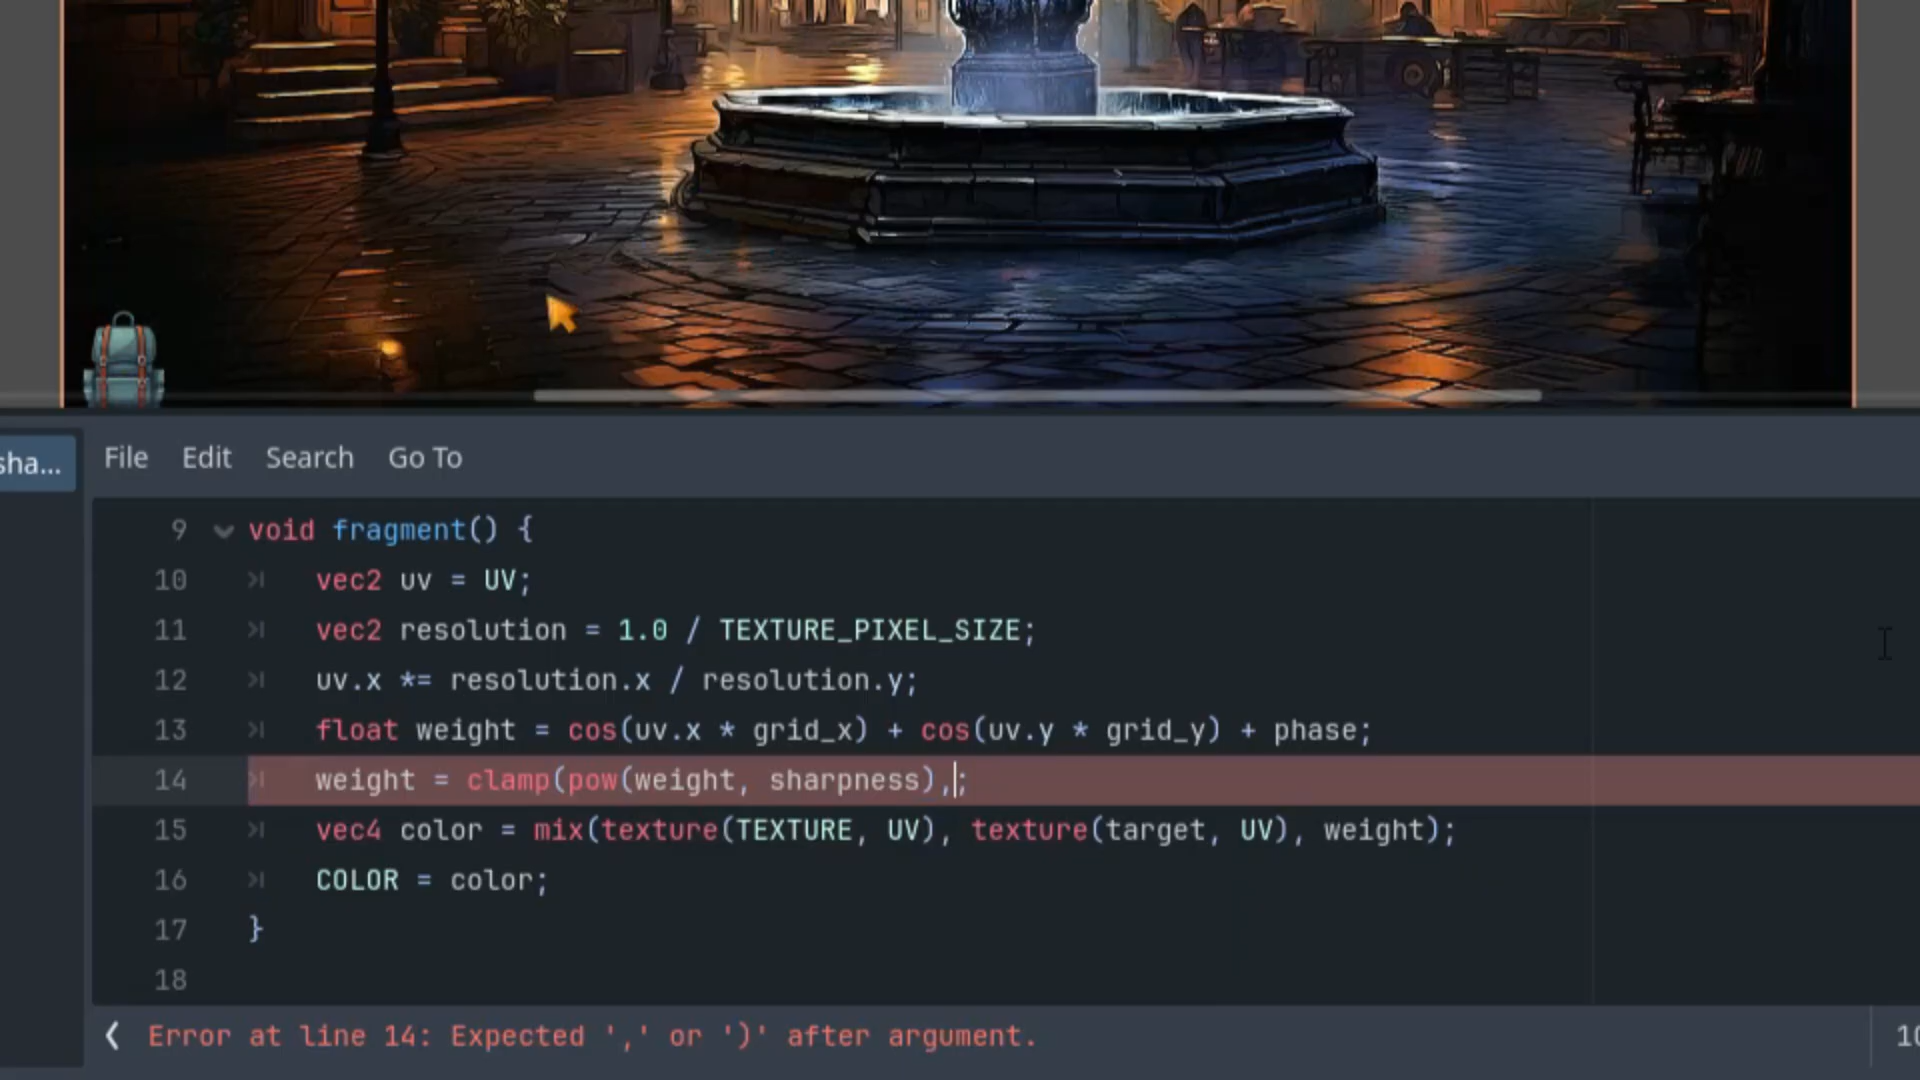 sha...
File Edit Search Go To
9 void fragment() {
10 vec2 uv = UV;
11 vec2 resolution = 1.0 / TEXTURE_PIXEL_SIZE;
12 uv.x *= resolution.x / resolution.y;
13 float weight = cos(uv.x * grid_x) + cos(uv.y * grid_y) + phase;
14 weight = clamp(pow(weight, sharpness),;
15 vec4 color = mix(texture(TEXTURE, UV), texture(target, UV), weight);
16 COLOR = color;
17 }
18
Error at line 14: Expected ',' or ')' after argument.